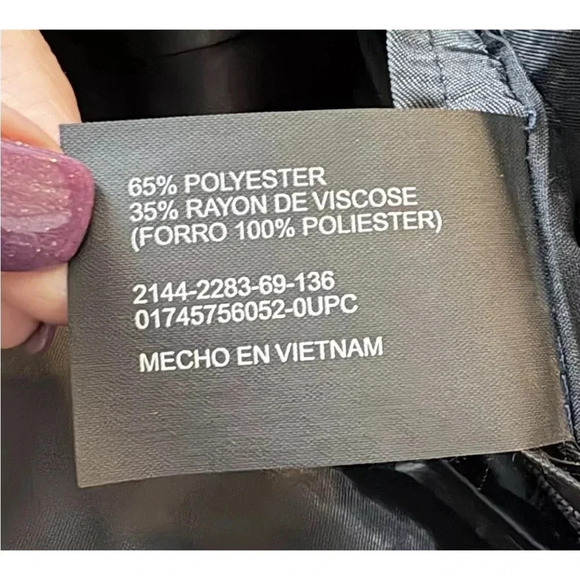 65% POLYESTER
35% RAYON DE VISCOSE
(FORRO 100% POLIESTER)
2144-2283-69-136
01745756052-0UPC
MECHO EN VIETNAM